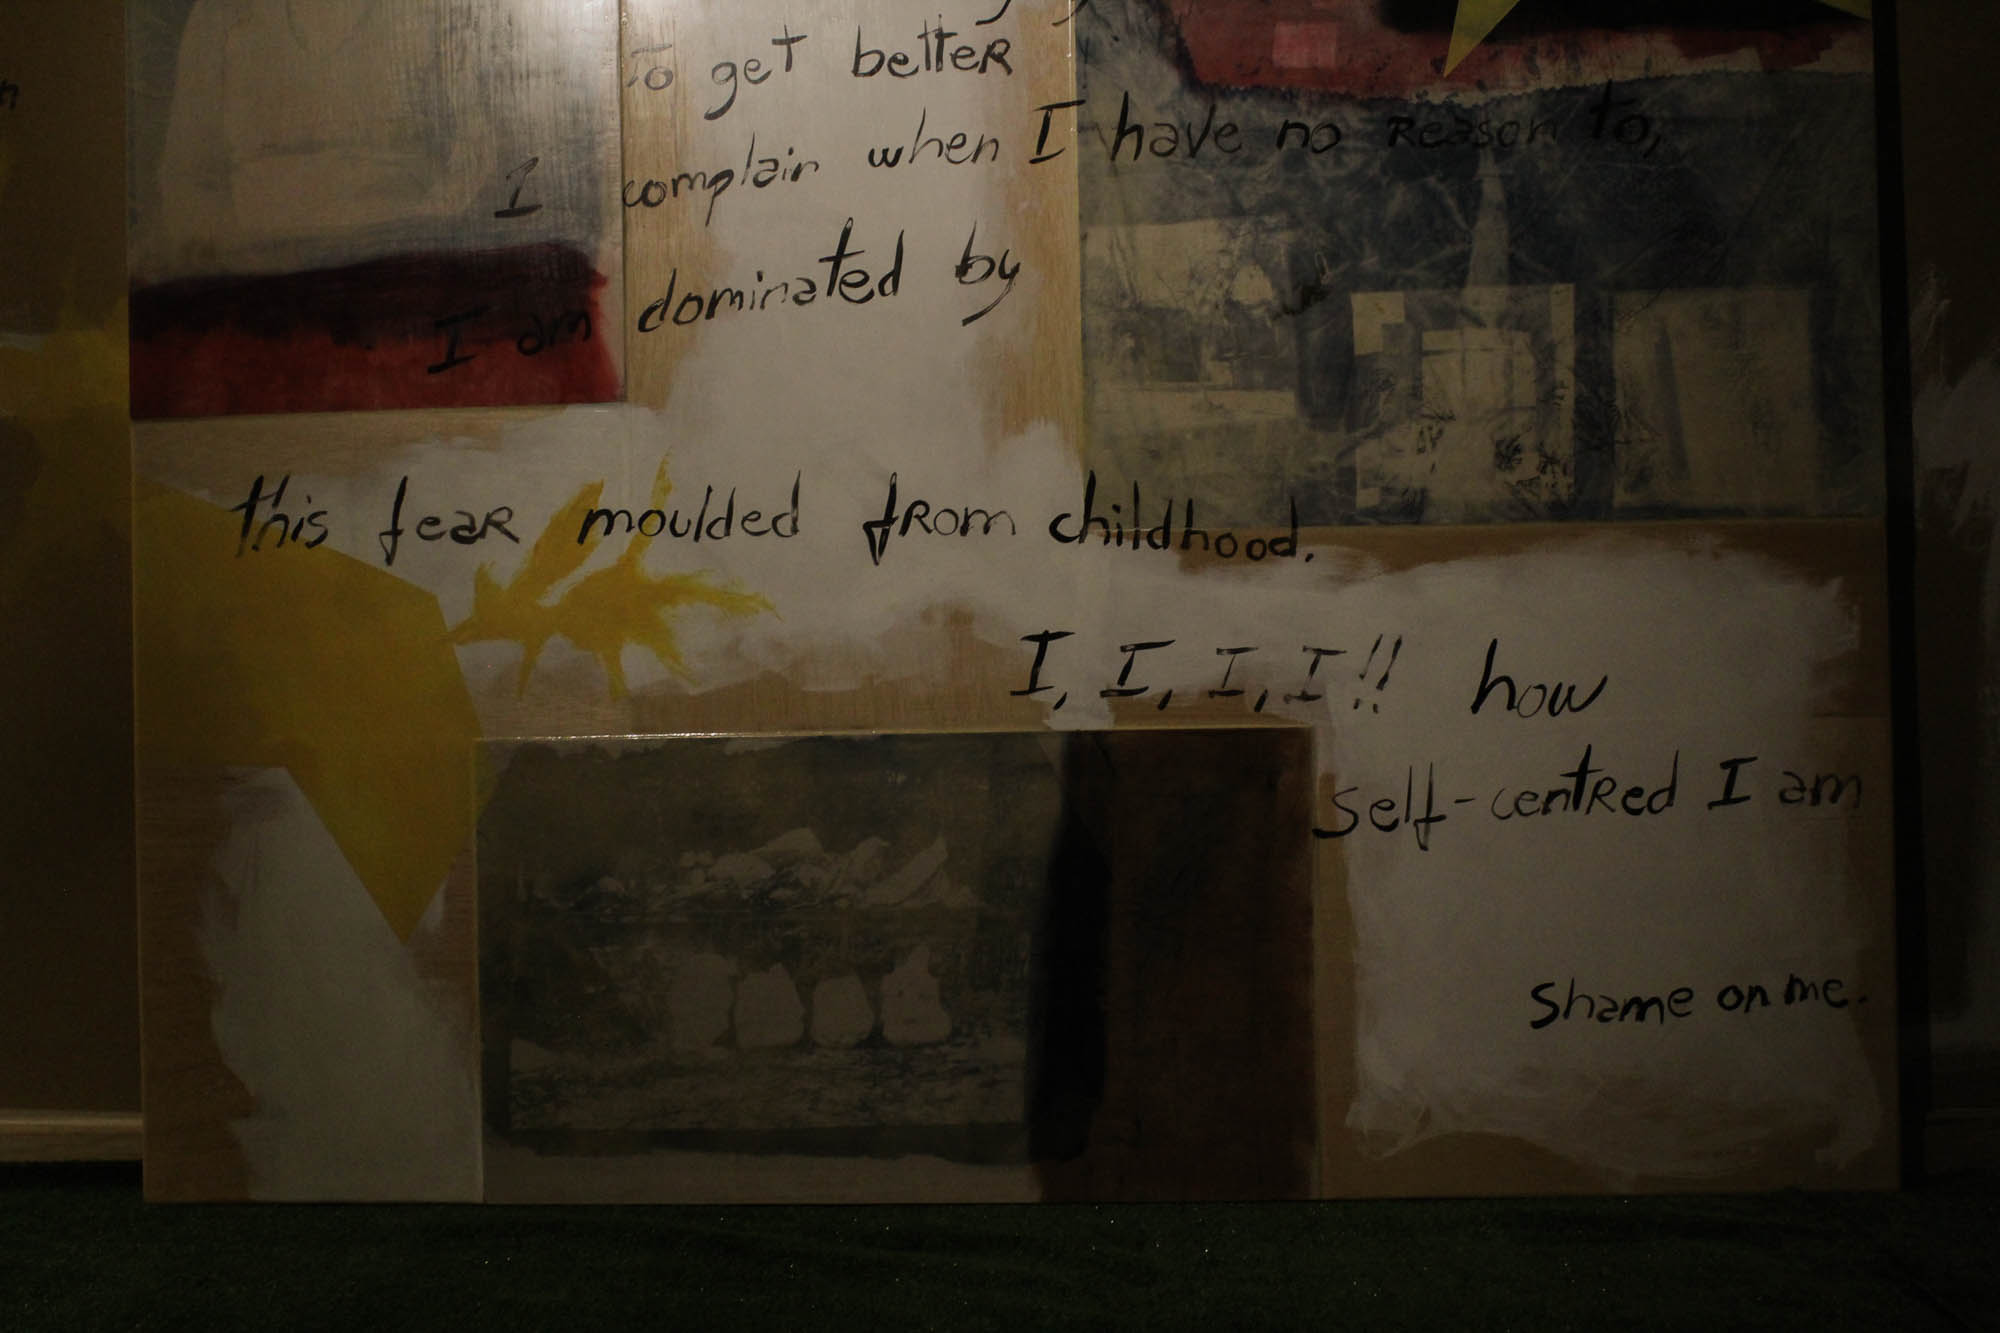 To get better
I complain when I have no reason to,
I am dominated by
this fear moulded from childhood.
I, I, I, I!! how
self-centred I am
Shame on me.